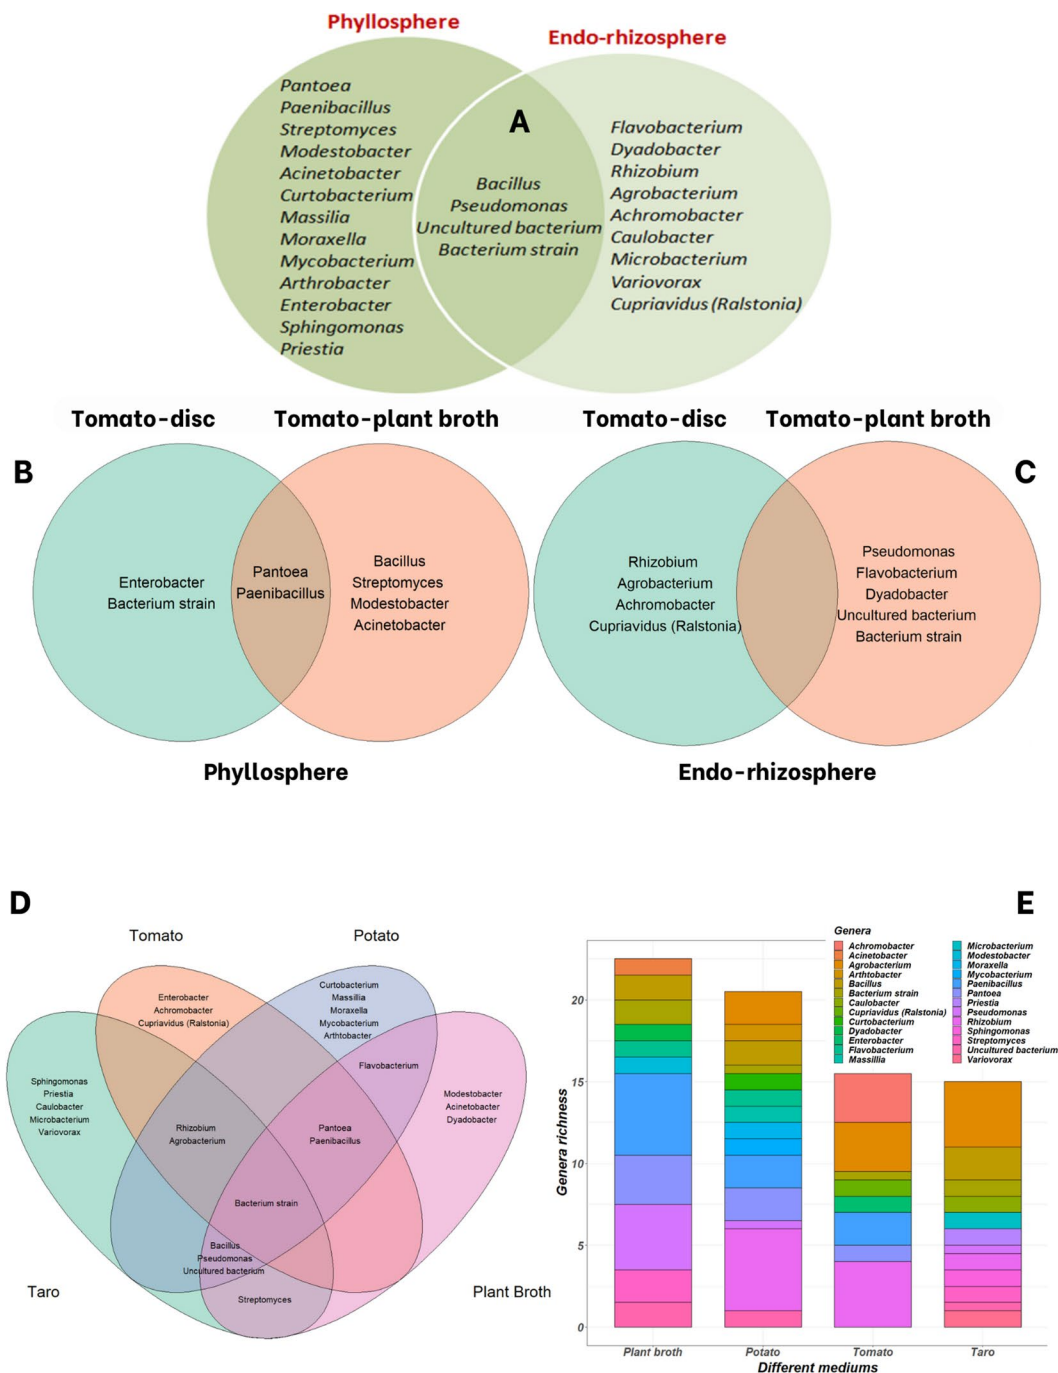 Phyllosphere
Endo-rhizosphere
A
Pantoea
Paenibacillus
Streptomyces
Modestobacter
Acinetobacter
Curtobacterium
Massilia
Moraxella
Mycobacterium
Arthrobacter
Enterobacter
Sphingomonas
Priestia
Bacillus
Pseudomonas
Uncultured bacterium
Bacterium strain
Flavobacterium
Dyadobacter
Rhizobium
Agrobacterium
Achromobacter
Caulobacter
Microbacterium
Variovorax
Cupriavidus (Ralstonia)
B
Tomato-disc
Tomato-plant broth
Enterobacter
Bacterium strain
Pantoea
Paenibacillus
Bacillus
Streptomyces
Modestobacter
Acinetobacter
Phyllosphere
C
Tomato-disc
Tomato-plant broth
Rhizobium
Agrobacterium
Achromobacter
Cupriavidus (Ralstonia)
Pseudomonas
Flavobacterium
Dyadobacter
Uncultured bacterium
Bacterium strain
Endo-rhizosphere
D
Tomato
Potato
Taro
Plant Broth
Enterobacter
Achromobacter
Cupriavidus (Ralstonia)
Curtobacterium
Massillia
Moraxella
Mycobacterium
Arthtobacter
Flavobacterium
Sphingomonas
Priestia
Caulobacter
Microbacterium
Variovorax
Modestobacter
Acinetobacter
Dyadobacter
Rhizobium
Agrobacterium
Pantoea
Paenibacillus
Bacterium strain
Bacillus
Pseudomonas
Uncultured bacterium
Streptomyces
E
Genera
Achromobacter
Acinetobacter
Agrobacterium
Arthtobacter
Bacillus
Bacterium strain
Caulobacter
Cupriavidus (Ralstonia)
Curtobacterium
Dyadobacter
Enterobacter
Flavobacterium
Massillia
Microbacterium
Modestobacter
Moraxella
Mycobacterium
Paenibacillus
Pantoea
Priestia
Pseudomonas
Rhizobium
Sphingomonas
Streptomyces
Uncultured bacterium
Variovorax
Genera richness
20
15
10
5
0
Plant broth
Potato
Tomato
Taro
Different mediums